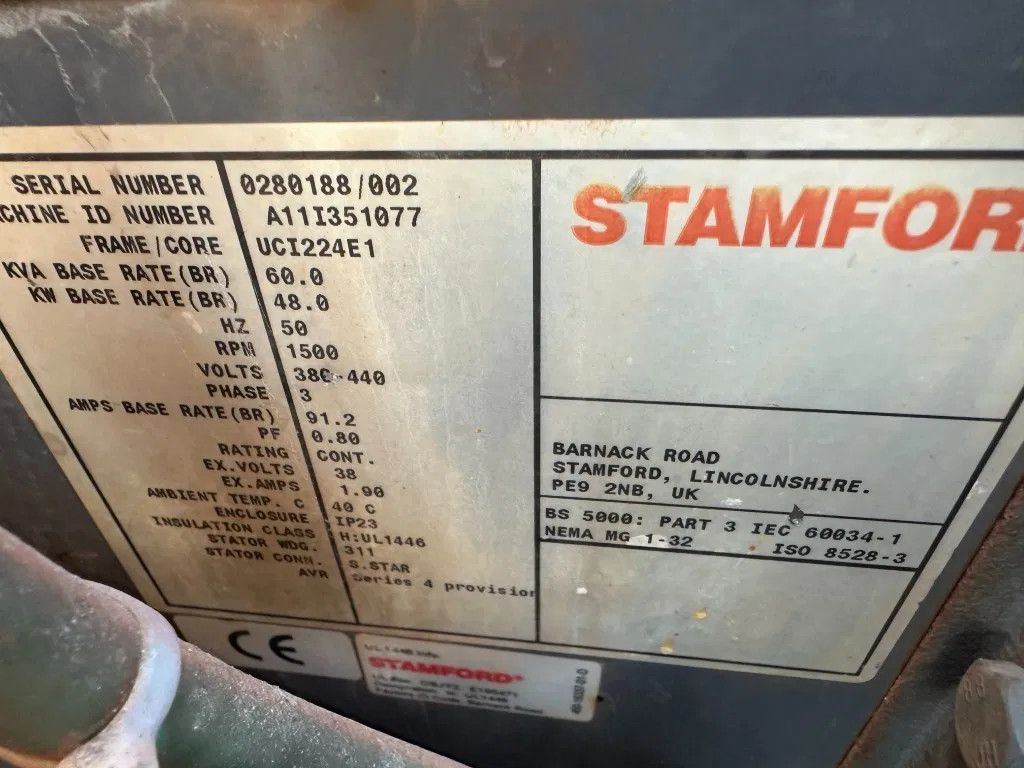 SERIAL NUMBER 0280188/002
CHINE ID NUMBER A11I351077
FRAME/CORE UCI224E1
KVA BASE RATE(BR) 60.0
KW BASE RATE(BR) 48.0
HZ 50
RPM 1500
VOLTS 380-440
PHASE 3
AMPS BASE RATE(BR) 91.2
PF 0.80
RATING CONT.
EX.VOLTS 38
EX.AMPS 1.90
AMBIENT TEMP. C 40 C
ENCLOSURE IP23
INSULATION CLASS H:UL1446
STATOR WDG. 311
STATOR CONN. S.STAR
AVR Series 4 provision
STAMFOR
BARNACK ROAD
STAMFORD, LINCOLNSHIRE.
PE9 2NB, UK
BS 5000: PART 3 IEC 60034-1
NEMA MG 1-32 ISO 8528-3
CE
STAMFORD